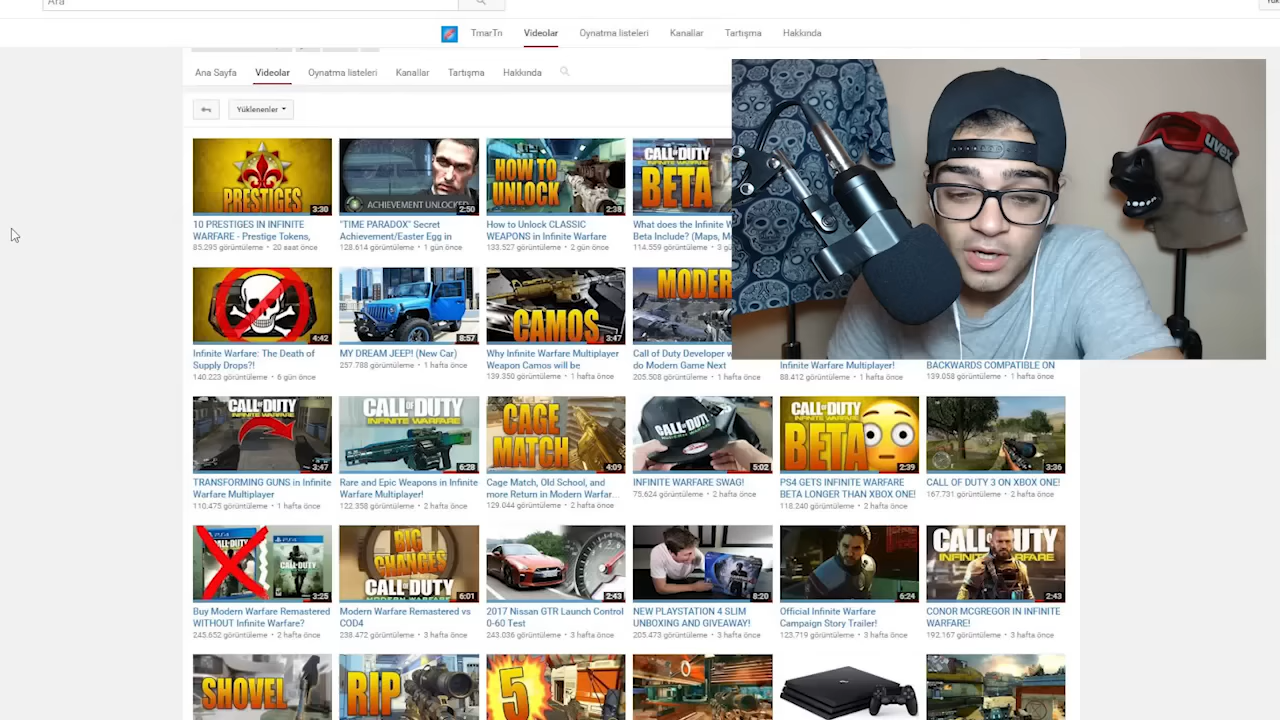 Ara
TmarTn Videolar Oynatma listeleri Kanallar Tartışma Hakkında
Ana Sayfa Videolar Oynatma listeleri Kanallar Tartışma Hakkında
Yüklenenler
PRESTIGES
3:30
ACHIEVEMENT UNLOCKED
2:50
HOW TO
UNLOCK
2:38
CALL OF DUTY
INFINITE WARFARE
BETA
uvex
10 PRESTIGES IN INFINITE
WARFARE - Prestige Tokens,
85.295 görüntüleme • 20 saat önce
"TIME PARADOX" Secret
Achievement/Easter Egg in
128.614 görüntüleme • 1 gün önce
How to Unlock CLASSIC
WEAPONS in Infinite Warfare
133.527 görüntüleme • 2 gün önce
What does the Infinite W
Beta Include? (Maps, M
114.559 görüntüleme
4:42
8:57
CAMOS
3:47
MODER
Infinite Warfare: The Death of
Supply Drops?!
140.223 görüntüleme • 6 gün önce
MY DREAM JEEP! (New Car)
257.788 görüntüleme • 1 hafta önce
Why Infinite Warfare Multiplayer
Weapon Camos will be
139.350 görüntüleme • 1 hafta önce
Call of Duty Developer w
do Modern Game Next
205.508 görüntüleme • 1 hafta önce
Infinite Warfare Multiplayer!
88.412 görüntüleme • 1 hafta önce
BACKWARDS COMPATIBLE ON
139.058 görüntüleme • 1 hafta önce
CALL OF DUTY
INFINITE WARFARE
3:47
CALL OF DUTY
INFINITE WARFARE
6:28
CAGE
MATCH
4:09
CALL OF DUTY
5:02
CALL OF DUTY
INFINITE WARFARE
BETA
2:39
3:36
TRANSFORMING GUNS in Infinite
Warfare Multiplayer
110.475 görüntüleme • 1 hafta önce
Rare and Epic Weapons in Infinite
Warfare Multiplayer!
122.358 görüntüleme • 2 hafta önce
Cage Match, Old School, and
more Return in Modern Warfar...
129.044 görüntüleme • 2 hafta önce
INFINITE WARFARE SWAG!
75,624 görüntüleme • 2 hafta önce
PS4 GETS INFINITE WARFARE
BETA LONGER THAN XBOX ONE!
118.240 görüntüleme • 2 hafta önce
CALL OF DUTY 3 ON XBOX ONE!
167.731 görüntüleme • 2 hafta önce
PS4
CALL OF DUTY
3:25
BIG
CHANGES
CALL OF DUTY
6:01
2:43
8:20
6:24
CALL OF DUTY
INFINITE WARFARE
2:43
Buy Modern Warfare Remastered
WITHOUT Infinite Warfare?
245.652 görüntüleme • 2 hafta önce
Modern Warfare Remastered vs
COD4
238.472 görüntüleme • 3 hafta önce
2017 Nissan GTR Launch Control
0-60 Test
243.036 görüntüleme • 3 hafta önce
NEW PLAYSTATION 4 SLIM
UNBOXING AND GIVEAWAY!
205.473 görüntüleme • 3 hafta önce
Official Infinite Warfare
Campaign Story Trailer!
123.719 görüntüleme • 3 hafta önce
CONOR MCGREGOR IN INFINITE
WARFARE!
192.167 görüntüleme • 3 hafta önce
SHOVEL
RIP
5